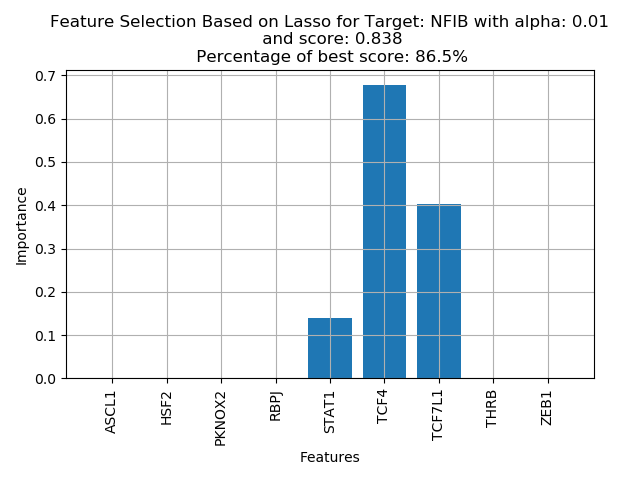 Feature Selection Based on Lasso for Target: NFIB with alpha: 0.01
and score: 0.838
Percentage of best score: 86.5%
0.7
0.6
0.5
0.4
0.3
0.2
0.1
0.0
Importance
ASCL1
HSF2
PKNOX2
RBPJ
STAT1
TCF4
TCF7L1
THRB
ZEB1
Features